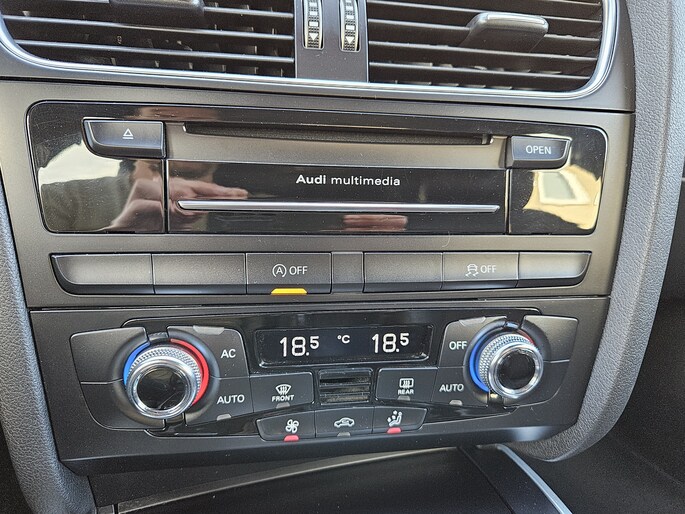 OPEN
Audi multimedia
A OFF
OFF
AC
18.5 °C 18.5
OFF
AUTO
FRONT
REAR
AUTO